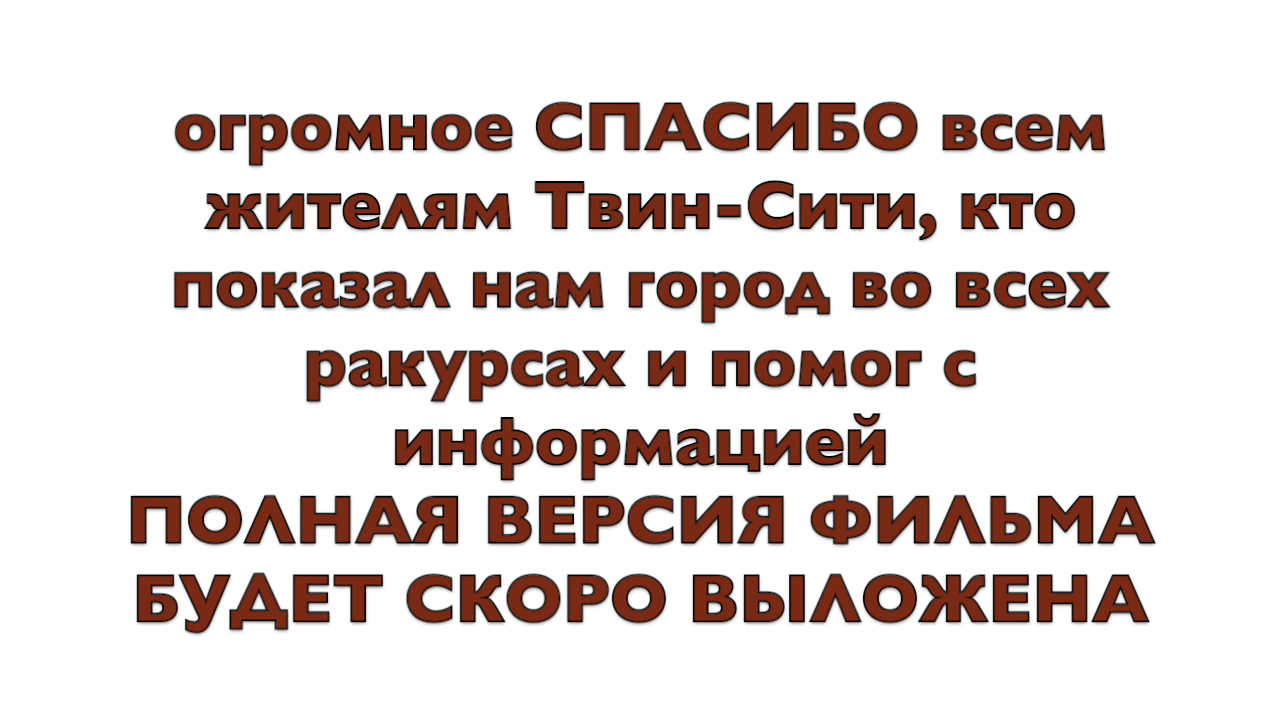 огромное СПАСИБО всем
жителям Твин-Сити, кто
показал нам город во всех
ракурсах и помог с
информацией
ПОЛНАЯ ВЕРСИЯ ФИЛЬМА
БУДЕТ СКОРО ВЫЛОЖЕНА